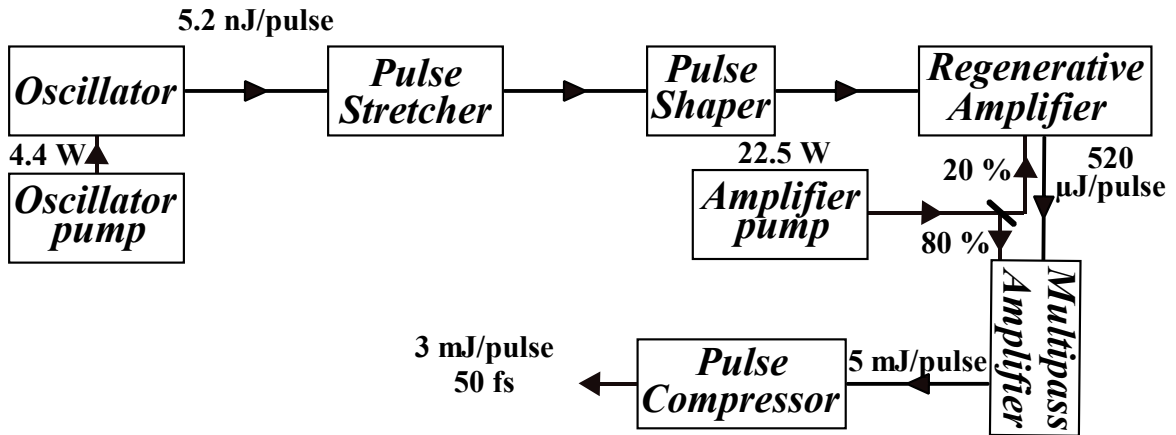 5.2 nJ/pulse
Oscillator
Pulse
Stretcher
Pulse
Shaper
Regenerative
Amplifier
4.4 W
Oscillator
pump
22.5 W
Amplifier
pump
20 %
80 %
520
μJ/pulse
Multipass
Amplifier
5 mJ/pulse
Pulse
Compressor
3 mJ/pulse
50 fs